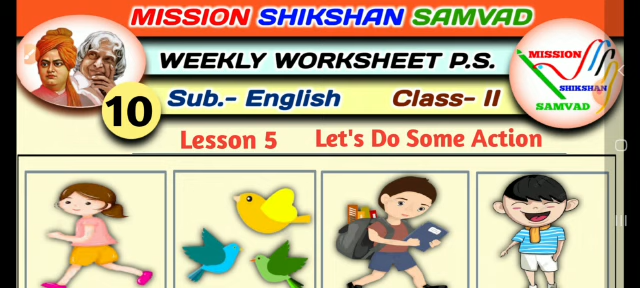 MISSION SHIKSHAN SAMVAD
WEEKLY WORKSHEET P.S.
MISSION
SHIKSHAN
SAMVAD
10
Sub.- English Class- II
Lesson 5 Let's Do Some Action